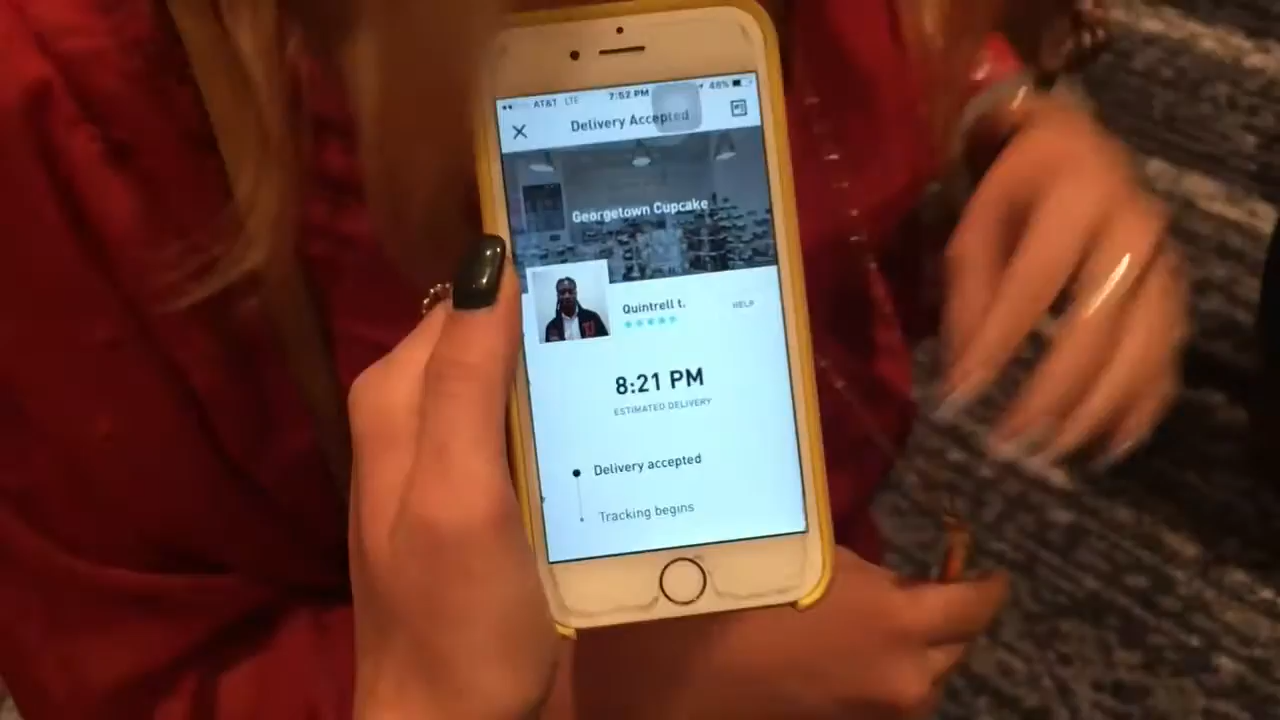 AT&T LTE 7:52 PM 46%
Delivery Accepted
Georgetown Cupcake
Quintrell t.
HELP
8:21 PM
ESTIMATED DELIVERY
Delivery accepted
Tracking begins